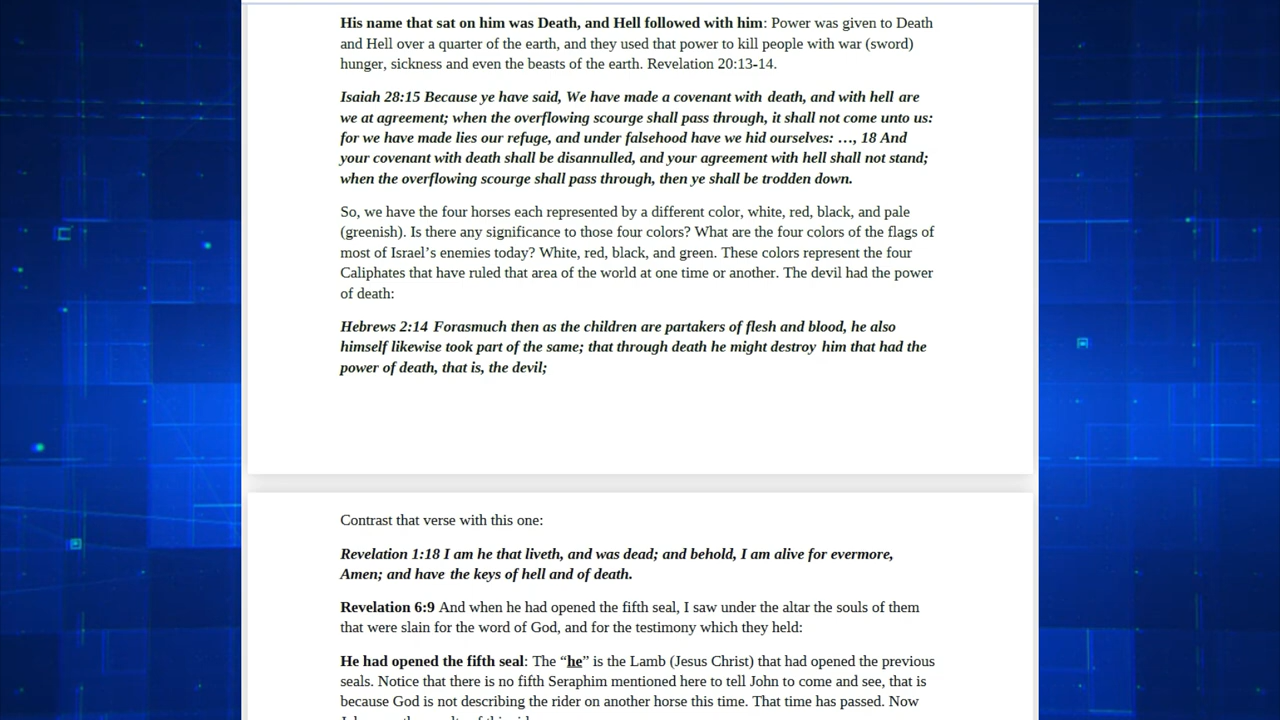 His name that sat on him was Death, and Hell followed with him: Power was given to Death
and Hell over a quarter of the earth, and they used that power to kill people with war (sword)
hunger, sickness and even the beasts of the earth. Revelation 20:13-14.
Isaiah 28:15 Because ye have said, We have made a covenant with death, and with hell are
we at agreement; when the overflowing scourge shall pass through, it shall not come unto us:
for we have made lies our refuge, and under falsehood have we hid ourselves: …, 18 And
your covenant with death shall be disannulled, and your agreement with hell shall not stand;
when the overflowing scourge shall pass through, then ye shall be trodden down.
So, we have the four horses each represented by a different color, white, red, black, and pale
(greenish). Is there any significance to those four colors? What are the four colors of the flags of
most of Israel’s enemies today? White, red, black, and green. These colors represent the four
Caliphates that have ruled that area of the world at one time or another. The devil had the power
of death:
Hebrews 2:14 Forasmuch then as the children are partakers of flesh and blood, he also
himself likewise took part of the same; that through death he might destroy him that had the
power of death, that is, the devil;
Contrast that verse with this one:
Revelation 1:18 I am he that liveth, and was dead; and behold, I am alive for evermore,
Amen; and have the keys of hell and of death.
Revelation 6:9 And when he had opened the fifth seal, I saw under the altar the souls of them
that were slain for the word of God, and for the testimony which they held:
He had opened the fifth seal: The “he” is the Lamb (Jesus Christ) that had opened the previous
seals. Notice that there is no fifth Seraphim mentioned here to tell John to come and see, that is
because God is not describing the rider on another horse this time. That time has passed. Now